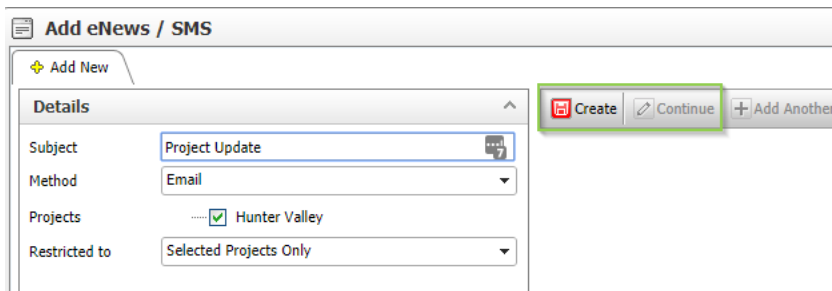 Add eNews / SMS
Add New
Details
Create Continue Add Another
Subject Project Update 7
Method Email
Projects Hunter Valley
Restricted to Selected Projects Only